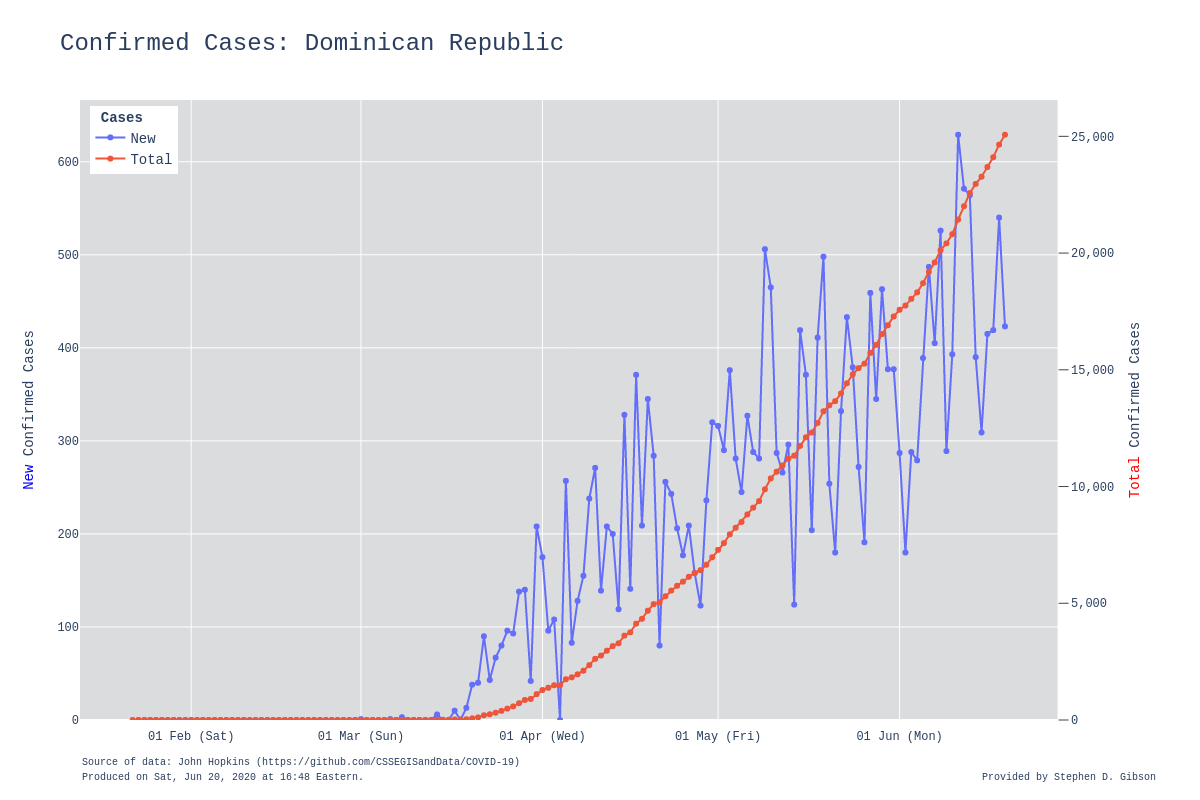 Confirmed Cases: Dominican Republic
Cases
New
Total
600
500
400
300
200
100
0
New Confirmed Cases
25,000
20,000
15,000
10,000
5,000
0
Total Confirmed Cases
01 Feb (Sat) 01 Mar (Sun) 01 Apr (Wed) 01 May (Fri) 01 Jun (Mon)
Source of data: John Hopkins (https://github.com/CSSEGISandData/COVID-19)
Produced on Sat, Jun 20, 2020 at 16:48 Eastern.
Provided by Stephen D. Gibson